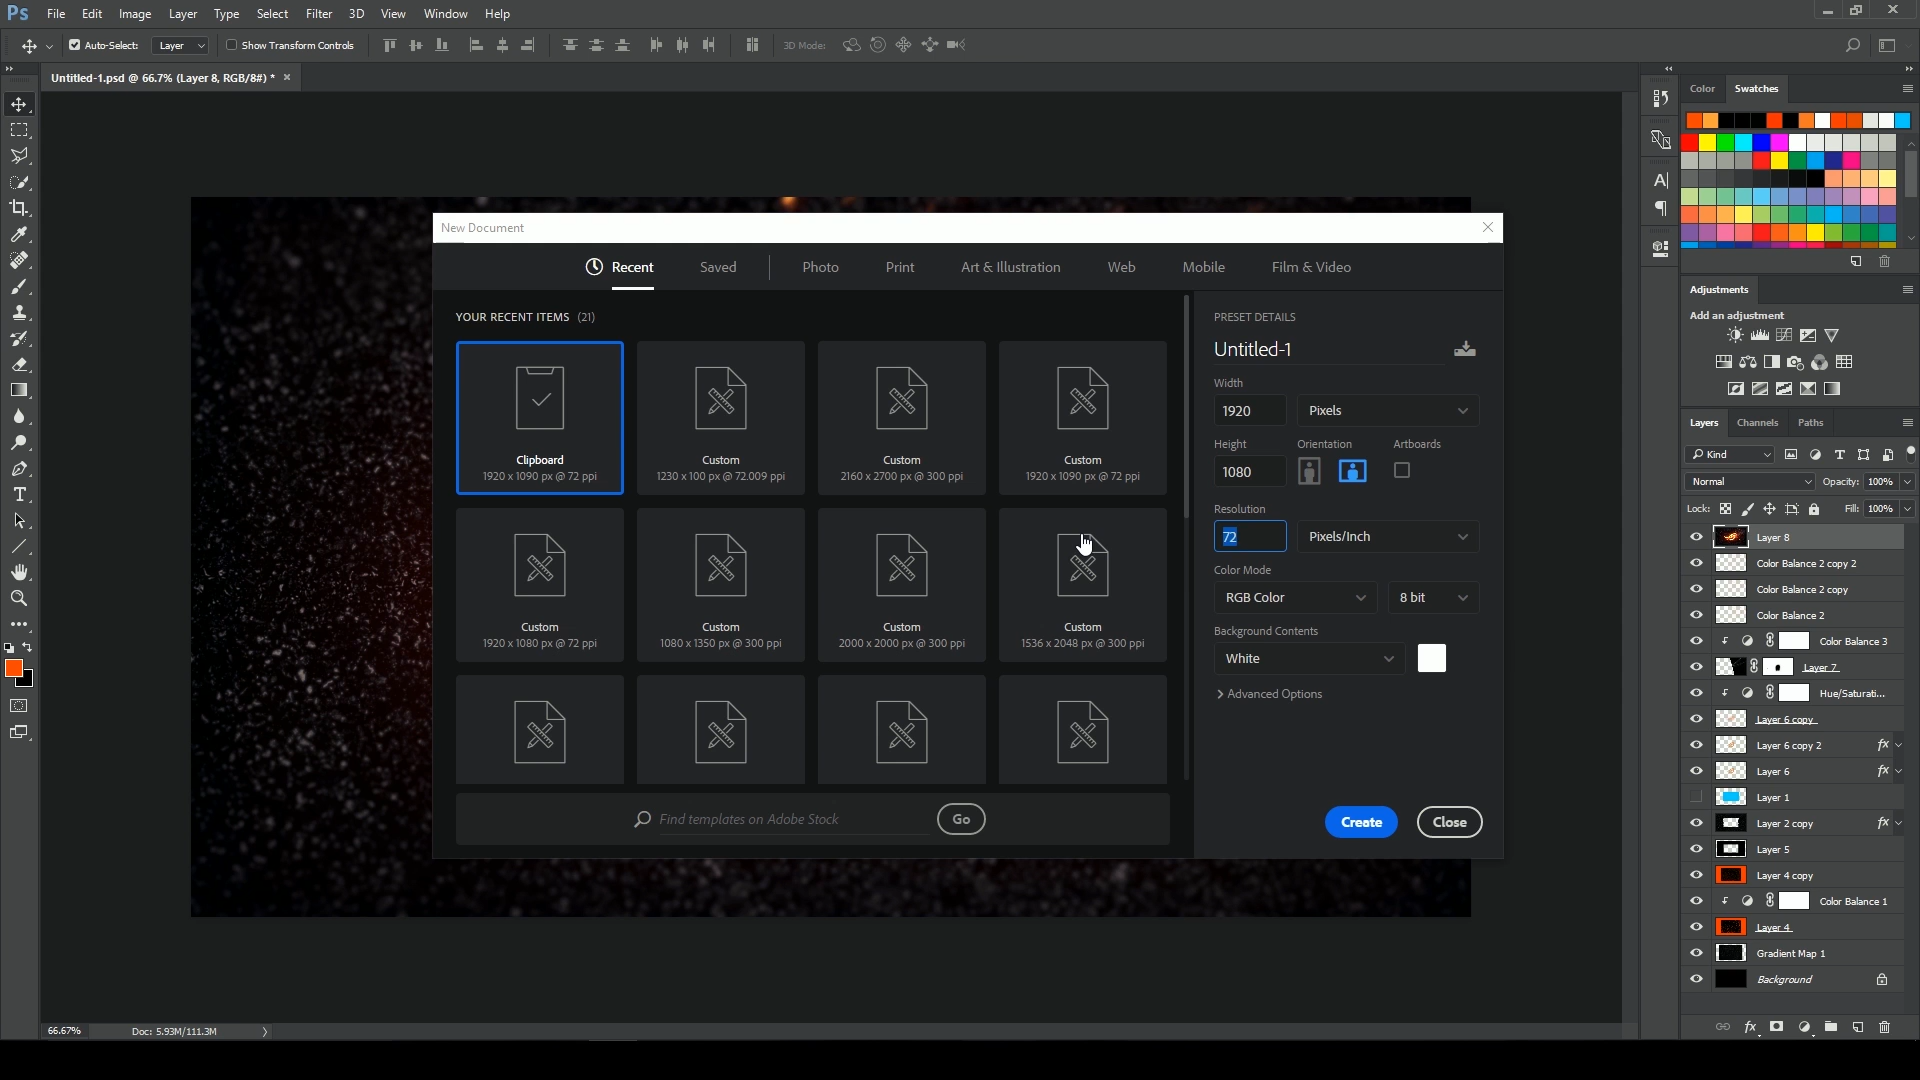 Ps File Edit Image Layer Type Select Filter 3D View Window Help
Auto-Select: Layer Show Transform Controls 3D Mode:
Untitled-1.psd @ 66.7% (Layer 8, RGB/8#) *
New Document
Recent Saved Photo Print Art & Illustration Web Mobile Film & Video
YOUR RECENT ITEMS (21)
Clipboard
1920 x 1090 px @ 72 ppi
Custom
1230 x 100 px @ 72.009 ppi
Custom
2160 x 2700 px @ 300 ppi
Custom
1920 x 1090 px @ 72 ppi
Custom
1920 x 1080 px @ 72 ppi
Custom
1080 x 1350 px @ 300 ppi
Custom
2000 x 2000 px @ 300 ppi
Custom
1536 x 2048 px @ 300 ppi
Find templates on Adobe Stock Go
PRESET DETAILS
Untitled-1
Width
1920 Pixels
Height Orientation Artboards
1080
Resolution
72 Pixels/Inch
Color Mode
RGB Color 8 bit
Background Contents
White
Advanced Options
Create Close
Color Swatches
Adjustments
Add an adjustment
Layers Channels Paths
Kind
Normal Opacity: 100%
Lock: Fill: 100%
Layer 8
Color Balance 2 copy 2
Color Balance 2 copy
Color Balance 2
Color Balance 3
Layer 7
Hue/Saturati...
Layer 6 copy
Layer 6 copy 2 fx
Layer 6 fx
Layer 1
Layer 2 copy fx
Layer 5
Layer 4 copy
Color Balance 1
Layer 4
Gradient Map 1
Background
fx
66.67% Doc: 5.93M/111.3M